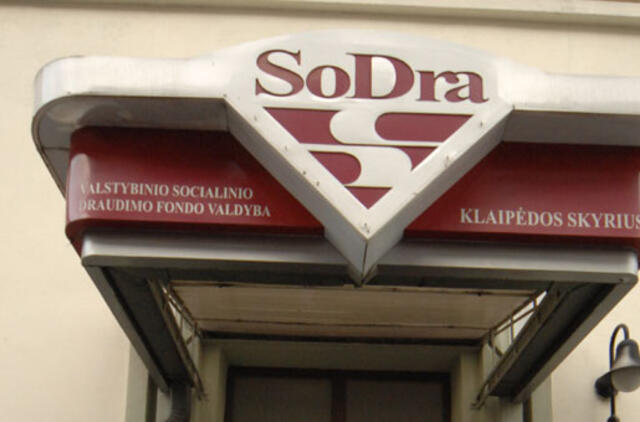 SoDra
VALSTYBINIO SOCIALINIO
DRAUDIMO FONDO VALDYBA
KLAIPĖDOS SKYRIUS